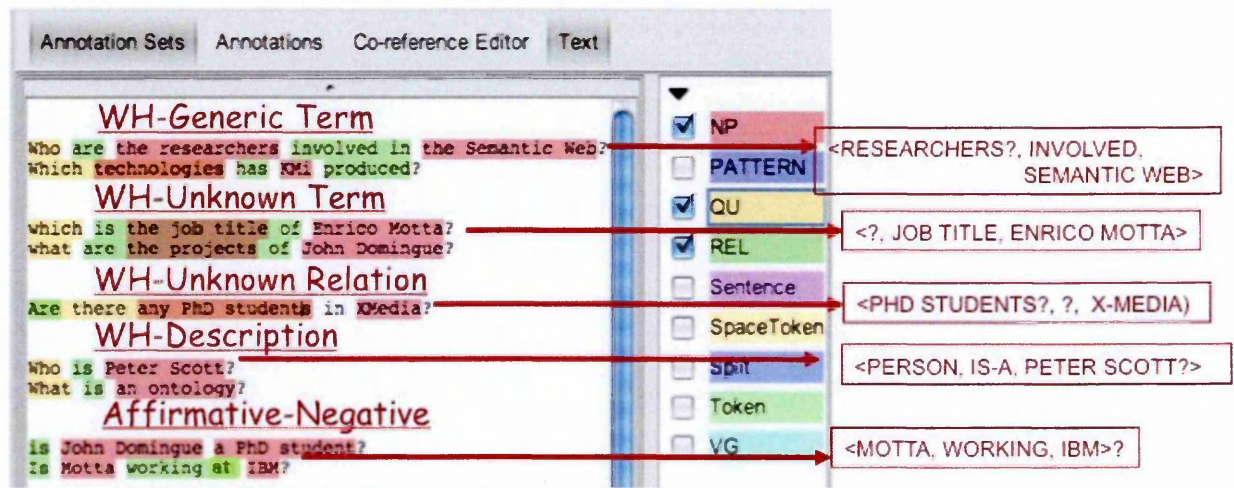 Annotation Sets Annotations Co-reference Editor Text
WH-Generic Term
Who are the researchers involved in the Semantic Web?
Which technologies has KMi produced?
WH-Unknown Term
which is the job title of Enrico Motta?
what are the projects of John Domingue?
WH-Unknown Relation
Are there any PhD students in XMedia?
WH-Description
Who is Peter Scott?
What is an ontology?
Affirmative-Negative
is John Domingue a PhD student?
Is Motta working at IBM?
NP
PATTERN
QU
REL
Sentence
SpaceToken
Split
Token
VG
<RESEARCHERS?, INVOLVED,
SEMANTIC WEB>
<?, JOB TITLE, ENRICO MOTTA>
<PHD STUDENTS?, ?, X-MEDIA)
<PERSON, IS-A, PETER SCOTT?>
<MOTTA, WORKING, IBM>?